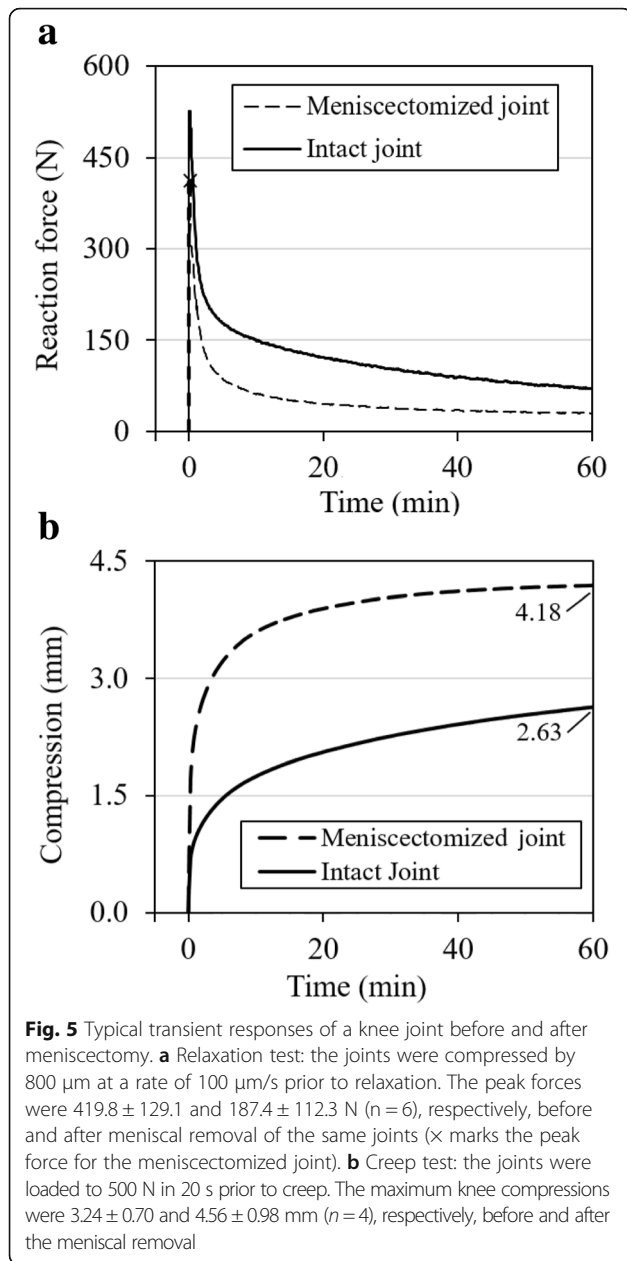 a
600
450
300
150
0
Reaction force (N)
Meniscectomized joint
Intact joint
0 20 40 60
Time (min)
b
4.5
3.0
1.5
0.0
Compression (mm)
4.18
2.63
Meniscectomized joint
Intact Joint
0 20 40 60
Time (min)
Fig. 5 Typical transient responses of a knee joint before and after
meniscectomy. a Relaxation test: the joints were compressed by
800 μm at a rate of 100 μm/s prior to relaxation. The peak forces
were 419.8 ± 129.1 and 187.4 ± 112.3 N (n = 6), respectively, before
and after meniscal removal of the same joints (× marks the peak
force for the meniscectomized joint). b Creep test: the joints were
loaded to 500 N in 20 s prior to creep. The maximum knee compressions
were 3.24 ± 0.70 and 4.56 ± 0.98 mm (n = 4), respectively, before and after
the meniscal removal